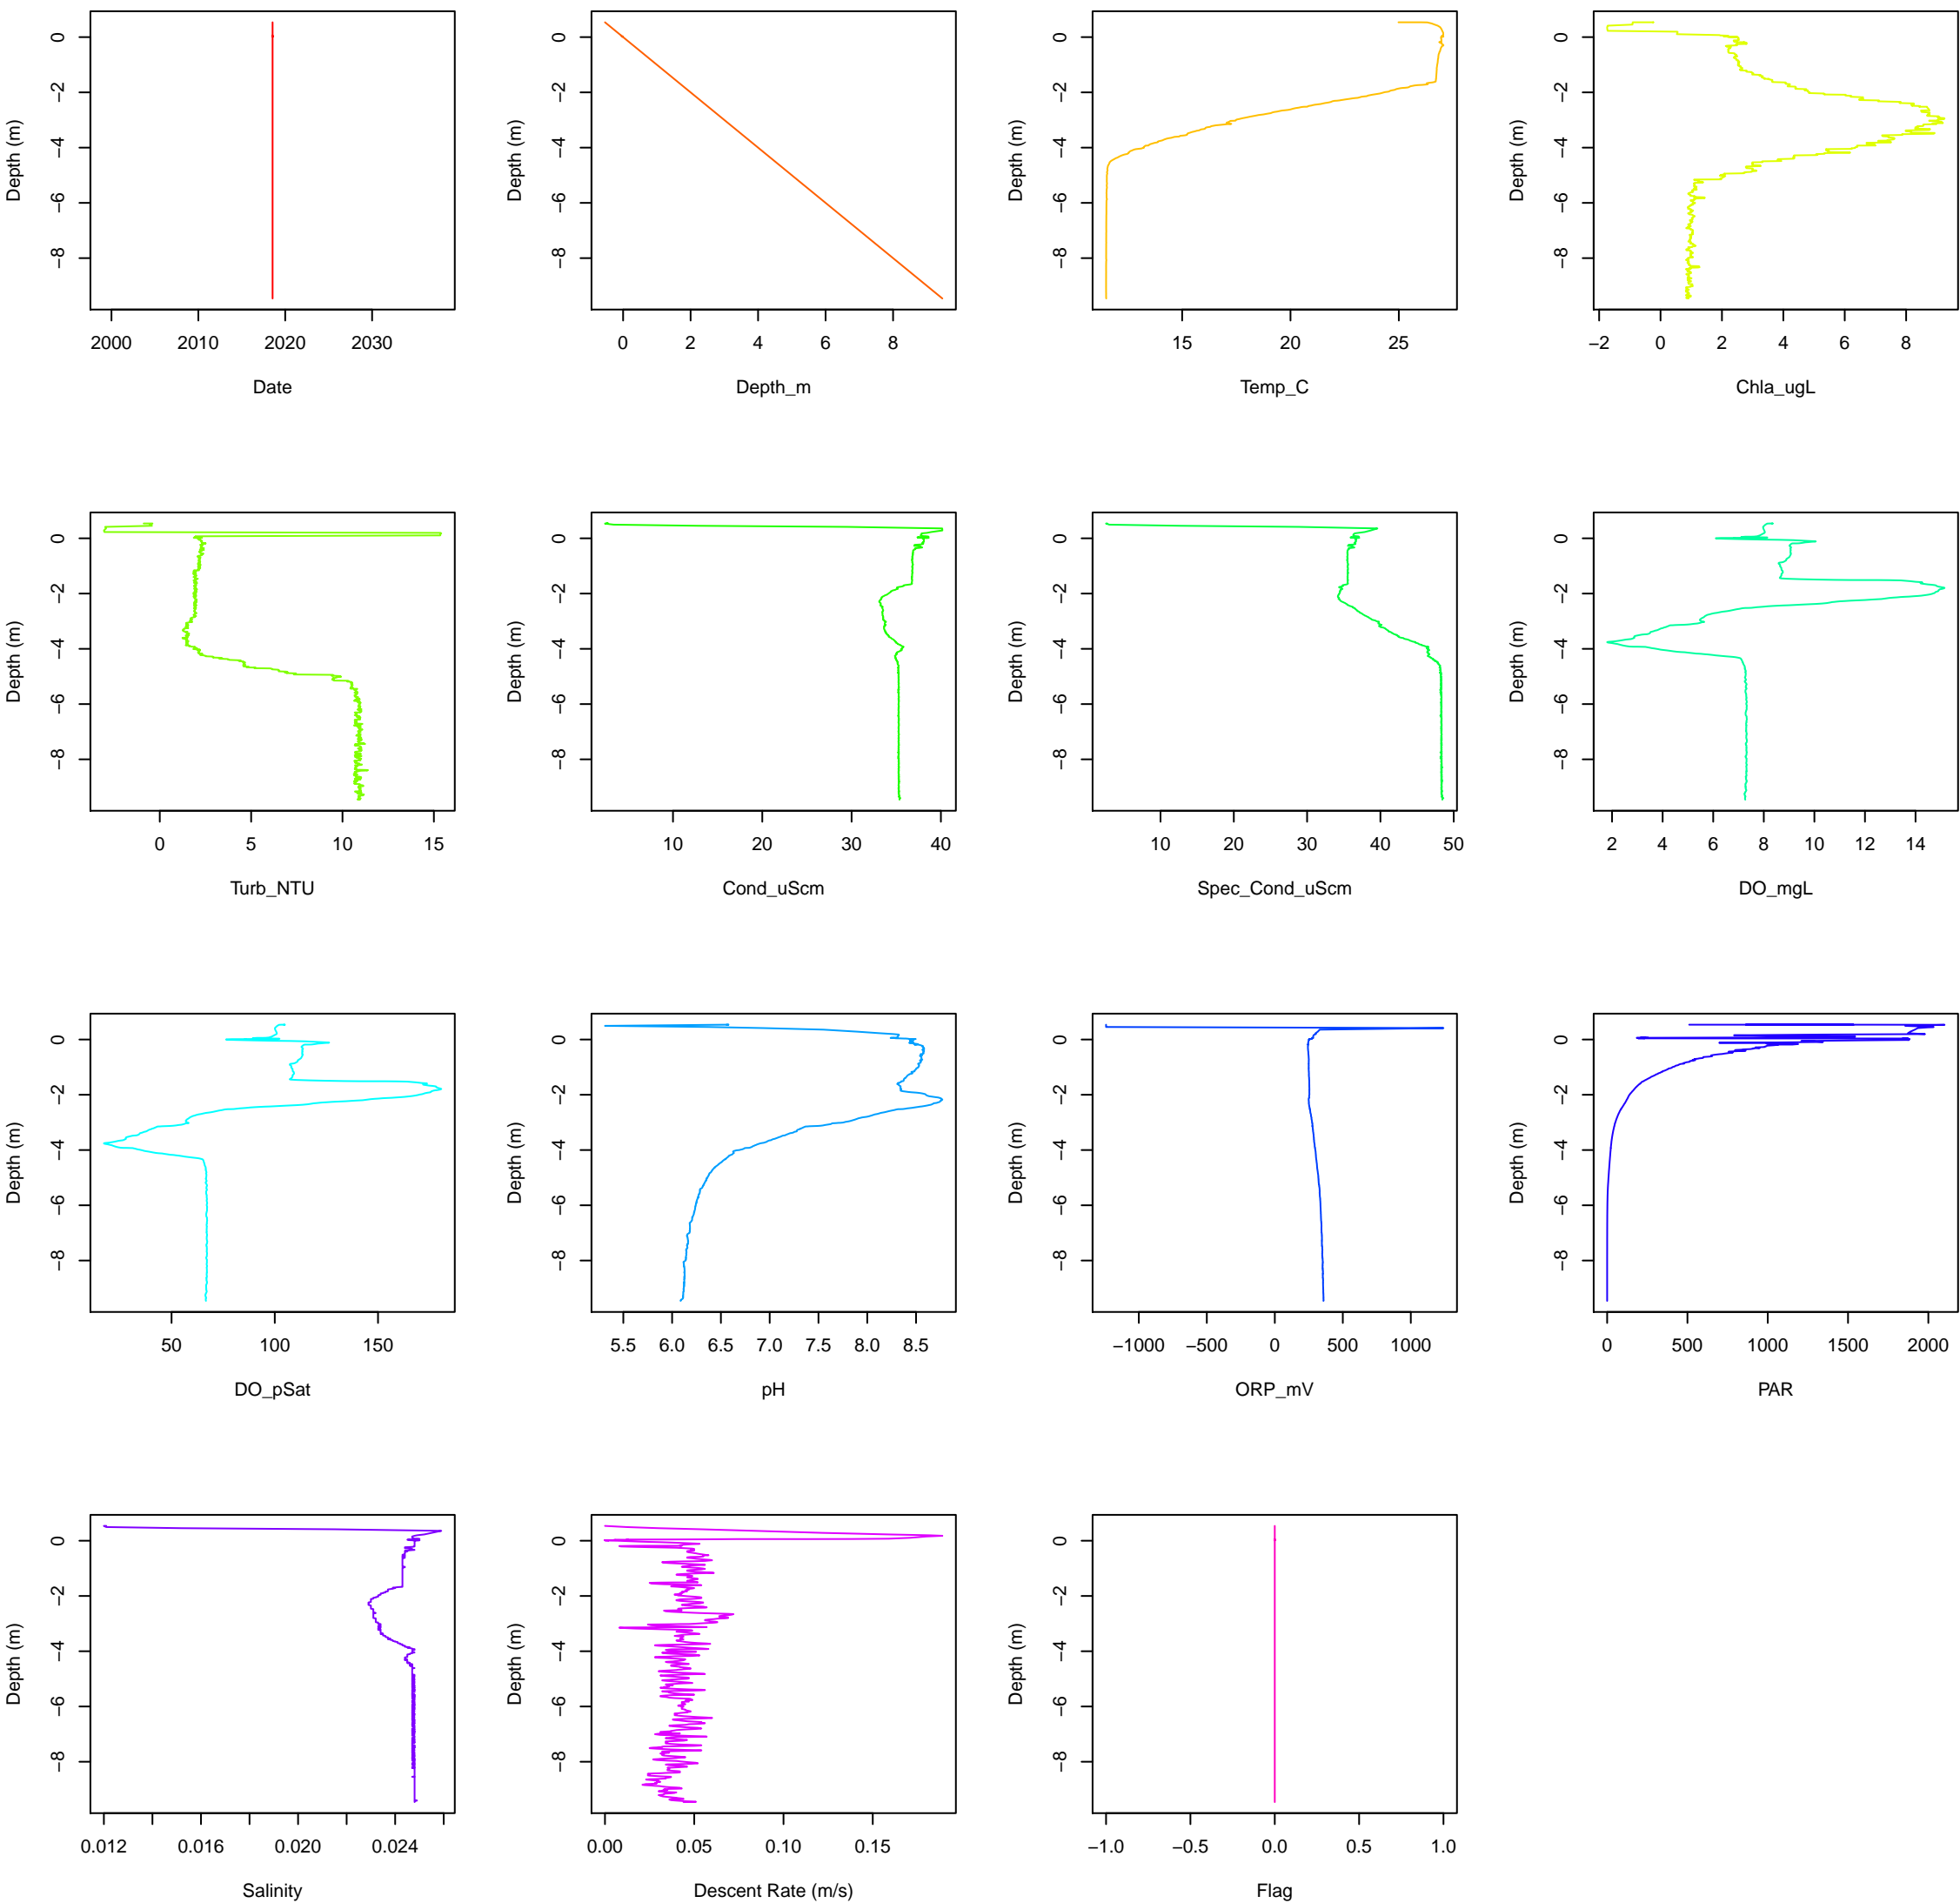 Depth (m)
0
−2
−4
−6
−8
2000 2010 2020 2030
Date
Depth (m)
0
−2
−4
−6
−8
0 2 4 6 8
Depth_m
Depth (m)
0
−2
−4
−6
−8
15 20 25
Temp_C
Depth (m)
0
−2
−4
−6
−8
−2 0 2 4 6 8
Chla_ugL
Depth (m)
0
−2
−4
−6
−8
0 5 10 15
Turb_NTU
Depth (m)
0
−2
−4
−6
−8
10 20 30 40
Cond_uScm
Depth (m)
0
−2
−4
−6
−8
10 20 30 40 50
Spec_Cond_uScm
Depth (m)
0
−2
−4
−6
−8
2 4 6 8 10 12 14
DO_mgL
Depth (m)
0
−2
−4
−6
−8
50 100 150
DO_pSat
Depth (m)
0
−2
−4
−6
−8
5.5 6.0 6.5 7.0 7.5 8.0 8.5
pH
Depth (m)
0
−2
−4
−6
−8
−1000 −500 0 500 1000
ORP_mV
Depth (m)
0
−2
−4
−6
−8
0 500 1000 1500 2000
PAR
Depth (m)
0
−2
−4
−6
−8
0.012 0.016 0.020 0.024
Salinity
Depth (m)
0
−2
−4
−6
−8
0.00 0.05 0.10 0.15
Descent Rate (m/s)
Depth (m)
0
−2
−4
−6
−8
−1.0 −0.5 0.0 0.5 1.0
Flag